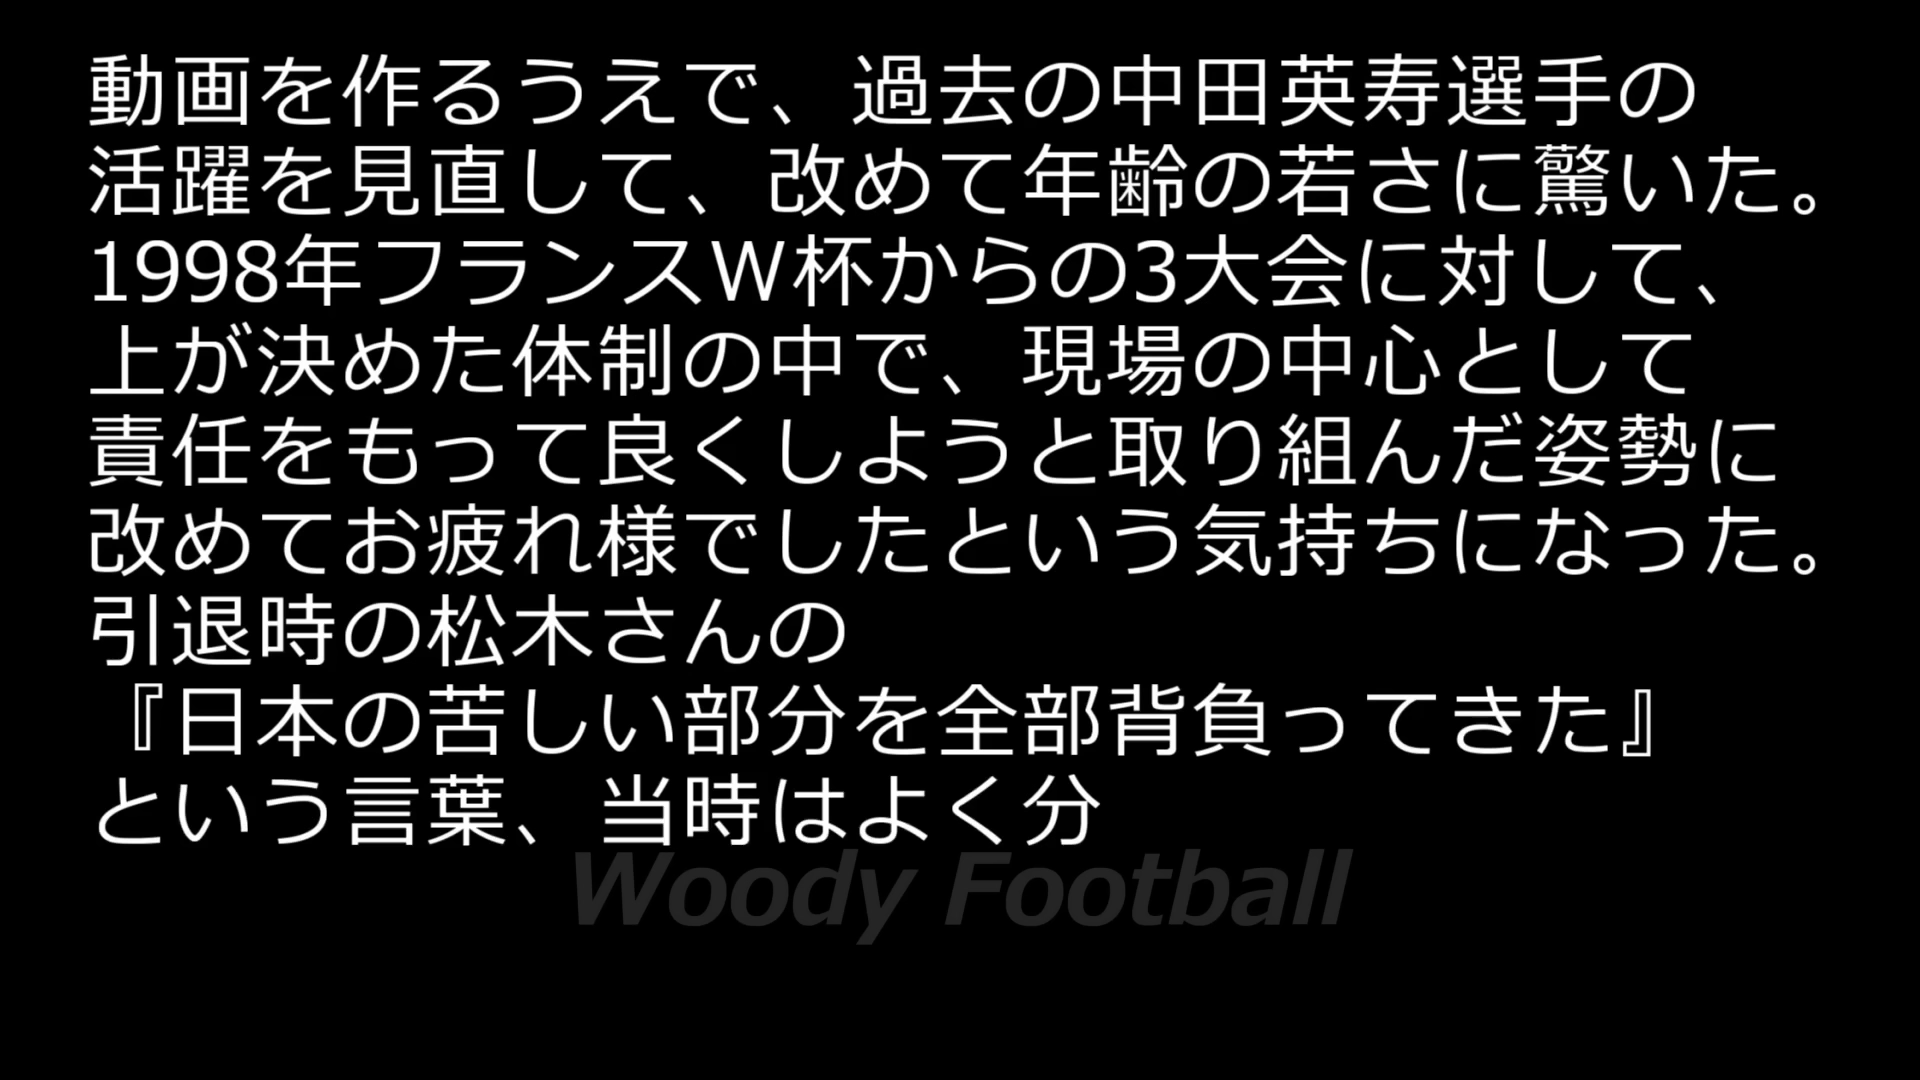 動画を作るうえで、過去の中田英寿選手の
活躍を見直して、改めて年齢の若さに驚いた。
1998年フランスW杯からの3大会に対して、
上が決めた体制の中で、現場の中心として
責任をもって良くしようと取り組んだ姿勢に
改めてお疲れ様でしたという気持ちになった。
引退時の松木さんの
『日本の苦しい部分を全部背負ってきた』
という言葉、当時はよく分
Woody Football